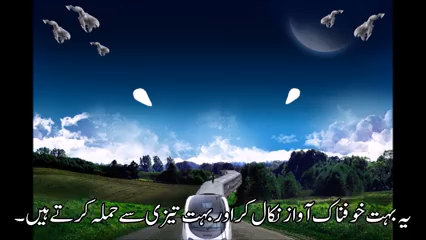 یہ بہت خوفناک آواز نکال کر اور بہت تیزی سے حملہ کرتے ہیں۔